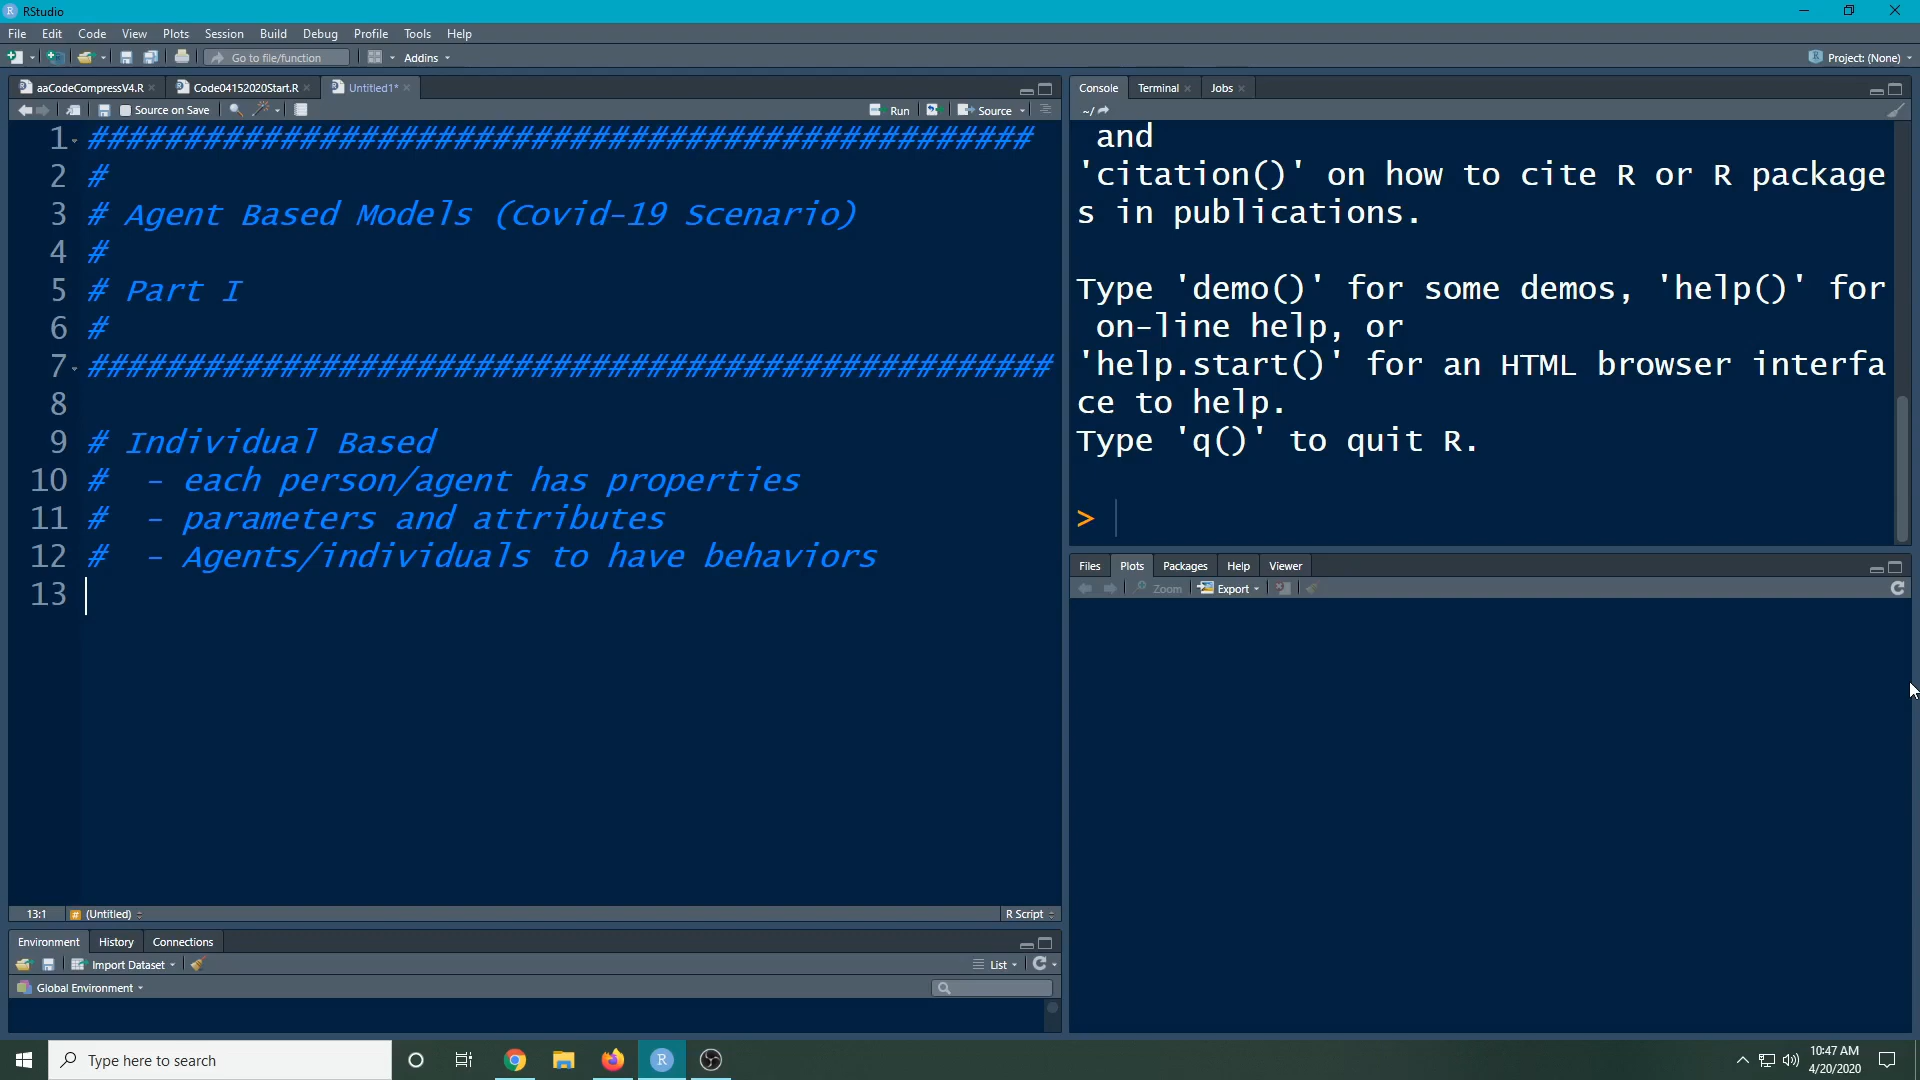 RStudio
File Edit Code View Plots Session Build Debug Profile Tools Help
Go to file/function Addins Project: (None)
aaCodeCompressV4.R Code04152020Start.R Untitled1*
Source on Save Run Source
1 #################################################
2 #
3 # Agent Based Models (Covid-19 Scenario)
4 #
5 # Part I
6 #
7 ##################################################
8
9 # Individual Based
10 #  - each person/agent has properties
11 #  - parameters and attributes
12 #  - Agents/individuals to have behaviors
13
13:1 # (Untitled) R Script
Environment History Connections
Import Dataset List
Global Environment
Console Terminal Jobs
~/
and
'citation()' on how to cite R or R package
s in publications.
Type 'demo()' for some demos, 'help()' for
on-line help, or
'help.start()' for an HTML browser interfa
ce to help.
Type 'q()' to quit R.
>
Files Plots Packages Help Viewer
Zoom Export
Type here to search
R
10:47 AM
4/20/2020